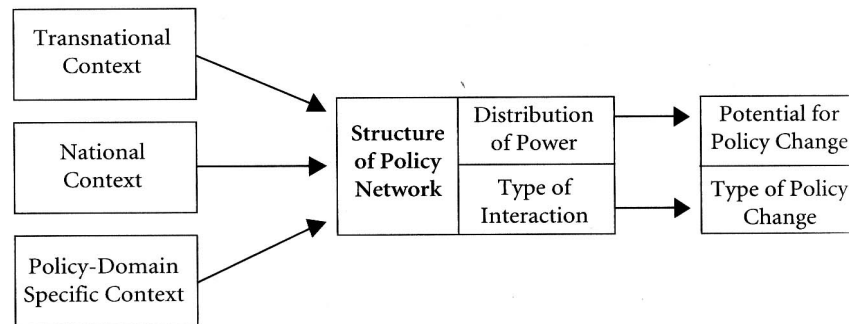 Transnational
Context
National
Context
Policy-Domain
Specific Context
Structure
of Policy
Network
Distribution
of Power
Type of
Interaction
Potential for
Policy Change
Type of Policy
Change